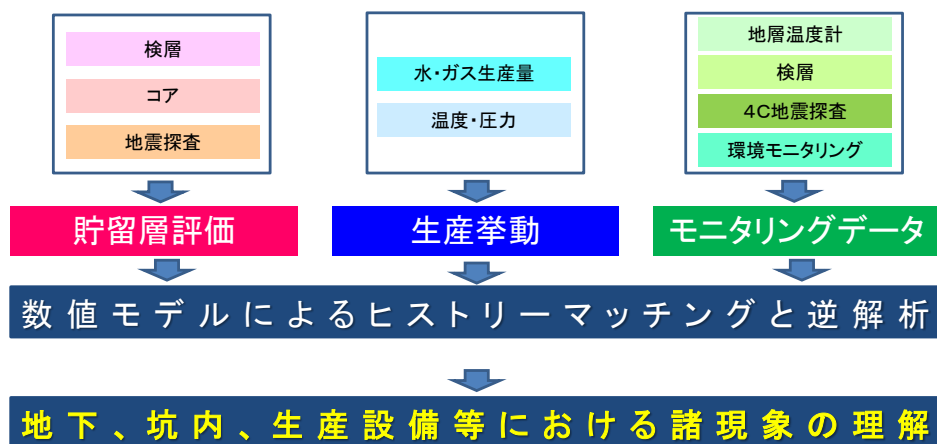 検層
コア
地震探査
水・ガス生産量
温度・圧力
地層温度計
検層
4C地震探査
環境モニタリング
貯留層評価
生産挙動
モニタリングデータ
数値モデルによるヒストリーマッチングと逆解析
地下、坑内、生産設備等における諸現象の理解